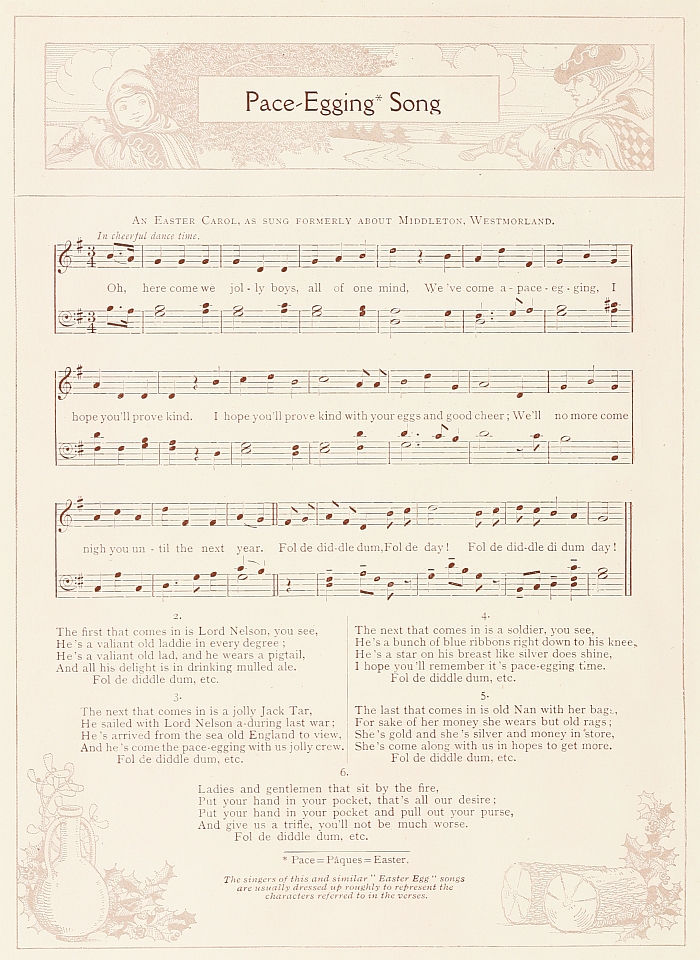 Pace-Egging* Song
An Easter Carol, as sung formerly about Middleton, Westmorland.
In cheerful dance time.
Oh, here come we jol - ly boys, all of one mind, We've come a - pace - eg - ging, I
hope you'll prove kind. I hope you'll prove kind with your eggs and good cheer; We'll no more come
nigh you un - til the next year. Fol de did-dle dum, Fol de day! Fol de did-dle di dum day!
2.
The first that comes in is Lord Nelson, you see,
He's a valiant old laddie in every degree;
He's a valiant old lad, and he wears a pigtail,
And all his delight is in drinking mulled ale.
Fol de diddle dum, etc.
3.
The next that comes in is a jolly Jack Tar,
He sailed with Lord Nelson a-during last war;
He's arrived from the sea old England to view,
And he's come the pace-egging with us jolly crew.
Fol de diddle dum, etc.
4.
The next that comes in is a soldier, you see,
He's a bunch of blue ribbons right down to his knee,
He's a star on his breast like silver does shine,
I hope you'll remember it's pace-egging time.
Fol de diddle dum, etc.
5.
The last that comes in is old Nan with her bag,
For sake of her money she wears but old rags;
She's gold and she's silver and money in store,
She's come along with us in hopes to get more.
Fol de diddle dum, etc.
6.
Ladies and gentlemen that sit by the fire,
Put your hand in your pocket, that's all our desire;
Put your hand in your pocket and pull out your purse,
And give us a trifle, you'll not be much worse.
Fol de diddle dum, etc.
* Pace = Pâques = Easter.
The singers of this and similar "Easter Egg" songs
are usually dressed up roughly to represent the
characters referred to in the verses.